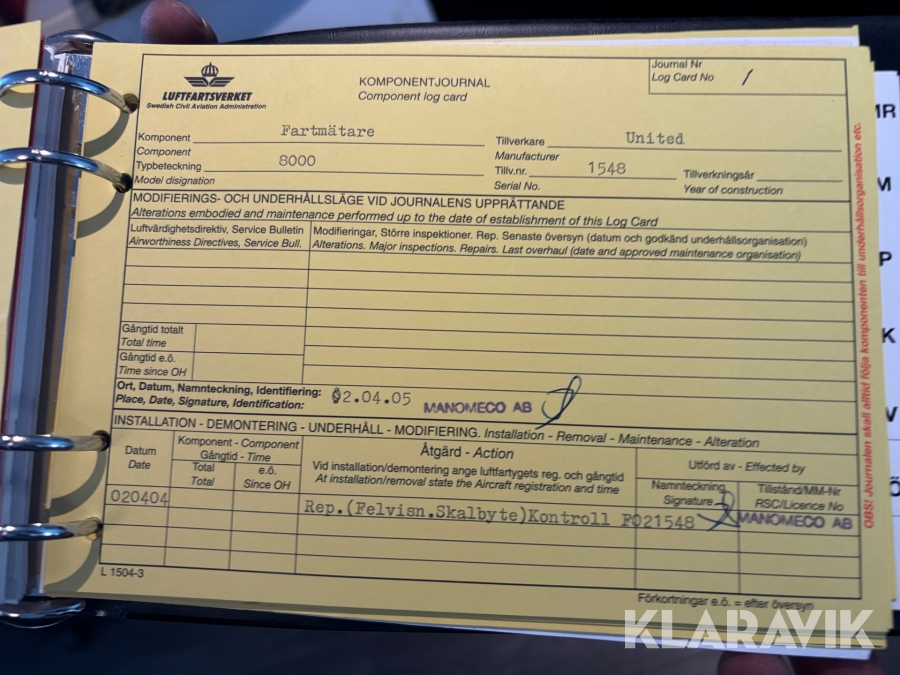 LUFTFARTSVERKET
Swedish Civil Aviation Administration
KOMPONENTJOURNAL
Component log card
Journal Nr
Log Card No 1
Komponent Fartmätare
Component
Tillverkare United
Manufacturer
Typbeteckning 8000
Model disignation
Tillv.nr. 1548
Serial No.
Tillverkningsår
Year of construction
MODIFIERINGS- OCH UNDERHÅLLSLÄGE VID JOURNALENS UPPRÄTTANDE
Alterations embodied and maintenance performed up to the date of establishment of this Log Card
Luftvärdighetsdirektiv, Service Bulletin
Airworthiness Directives, Service Bull.
Modifieringar, Större inspektioner. Rep. Senaste översyn (datum och godkänd underhållsorganisation)
Alterations. Major inspections. Repairs. Last overhaul (date and approved maintenance organisation)
Gångtid totalt
Total time
Gångtid e.ö.
Time since OH
Ort, Datum, Namnteckning, Identifiering:
Place, Date, Signature, Identification:
02.04.05 MANOMECO AB
INSTALLATION - DEMONTERING - UNDERHÅLL - MODIFIERING. Installation - Removal - Maintenance - Alteration
Datum
Date
Komponent - Component
Gångtid - Time
Total
Total
e.ö.
Since OH
Åtgärd - Action
Vid installation/demontering ange luftfartygets reg. och gångtid
At installation/removal state the Aircraft registration and time
Utförd av - Effected by
Namnteckning
Signature
Tillstånd/MM-Nr
RSC/Licence No
020404 Rep.(Felvisn.Skalbyte)Kontroll F021548 MANOMECO AB
L 1504-3
Förkortningar e.ö. = efter översyn
OBS! Journalen skall alltid följa komponenten till underhållsorganisation etc.
MR
M
P
K
V
Ö
KLARAVIK